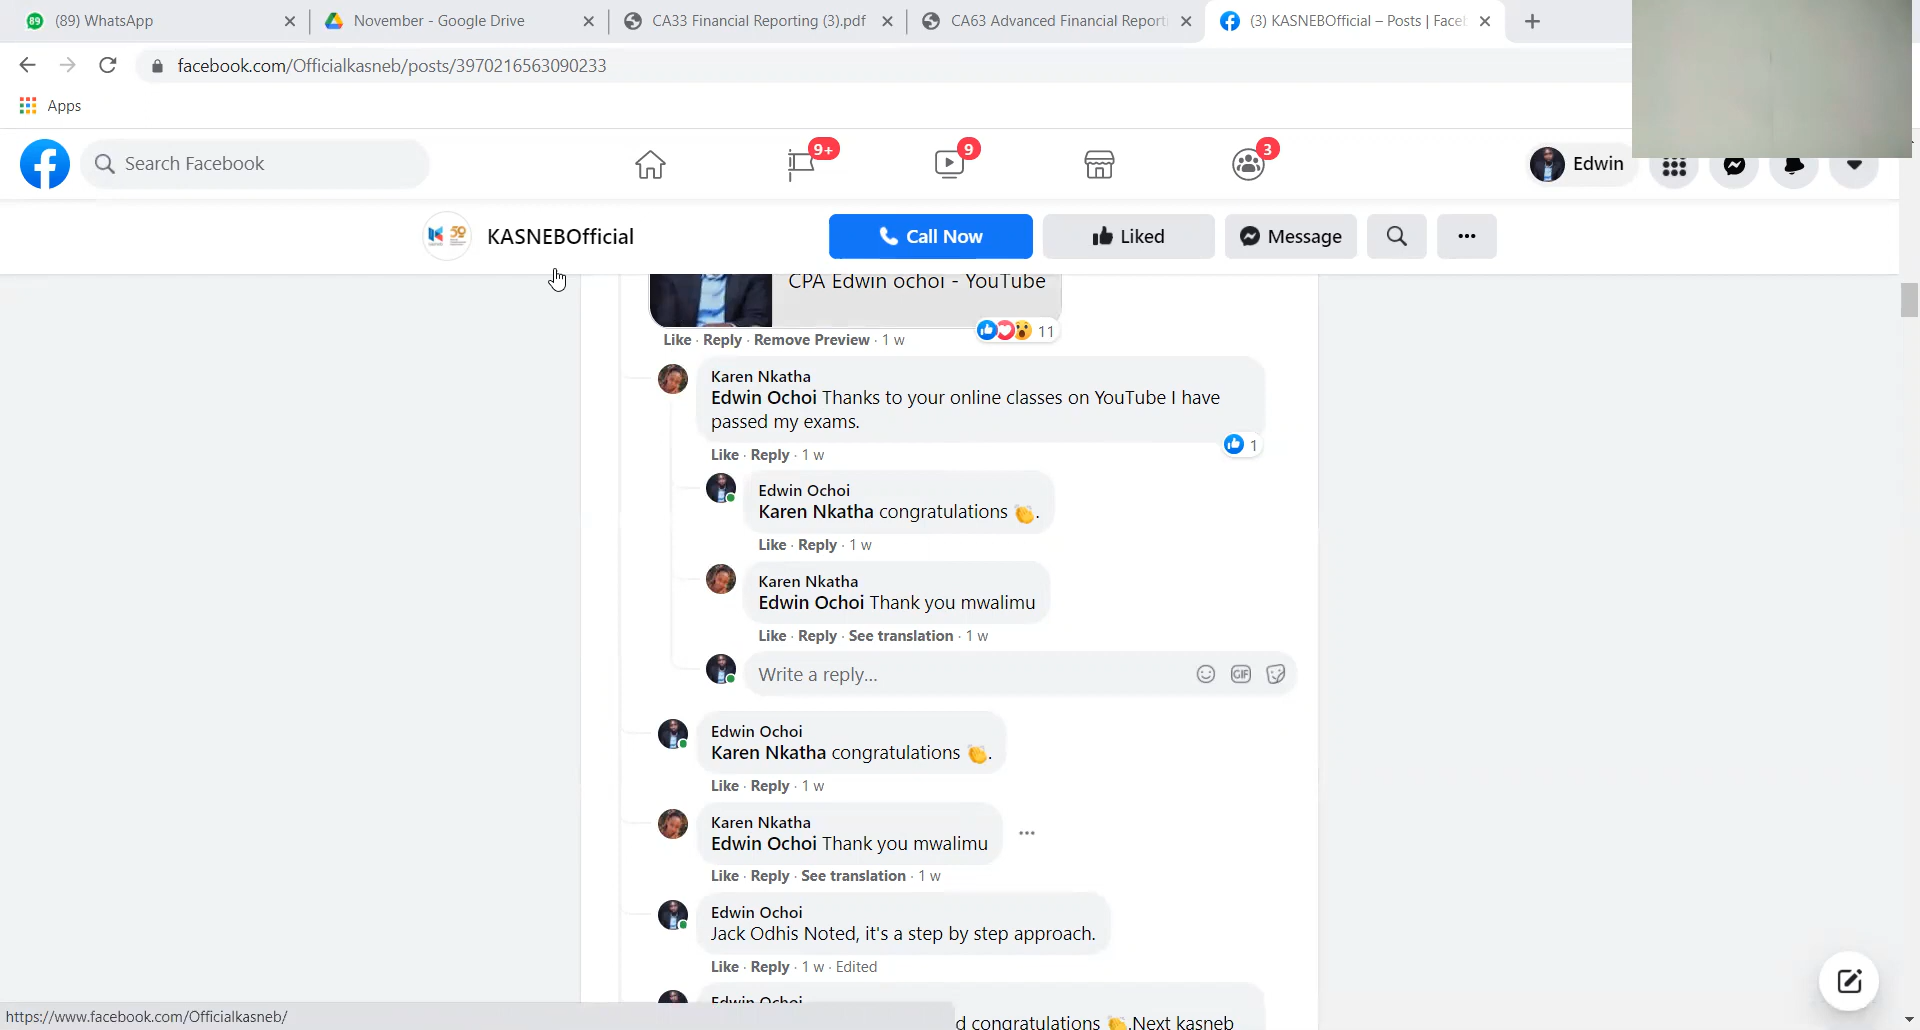 (89) WhatsApp
November - Google Drive
CA33 Financial Reporting (3).pdf
CA63 Advanced Financial Reporti
(3) KASNEBOfficial – Posts | Faceb
facebook.com/Officialkasneb/posts/3970216563090233
Apps
Search Facebook
9+
9
3
Edwin
KASNEBOfficial
Call Now
Liked
Message
CPA Edwin ochoi - YouTube
Like · Reply · Remove Preview · 1 w
11
Karen Nkatha
Edwin Ochoi Thanks to your online classes on YouTube I have
passed my exams.
1
Like · Reply · 1 w
Edwin Ochoi
Karen Nkatha congratulations 👏.
Like · Reply · 1 w
Karen Nkatha
Edwin Ochoi Thank you mwalimu
Like · Reply · See translation · 1 w
Write a reply...
GIF
Edwin Ochoi
Karen Nkatha congratulations 👏.
Like · Reply · 1 w
Karen Nkatha
Edwin Ochoi Thank you mwalimu
Like · Reply · See translation · 1 w
Edwin Ochoi
Jack Odhis Noted, it's a step by step approach.
Like · Reply · 1 w · Edited
Edwin Ochoi
d congratulations 👏.Next kasneb
https://www.facebook.com/Officialkasneb/